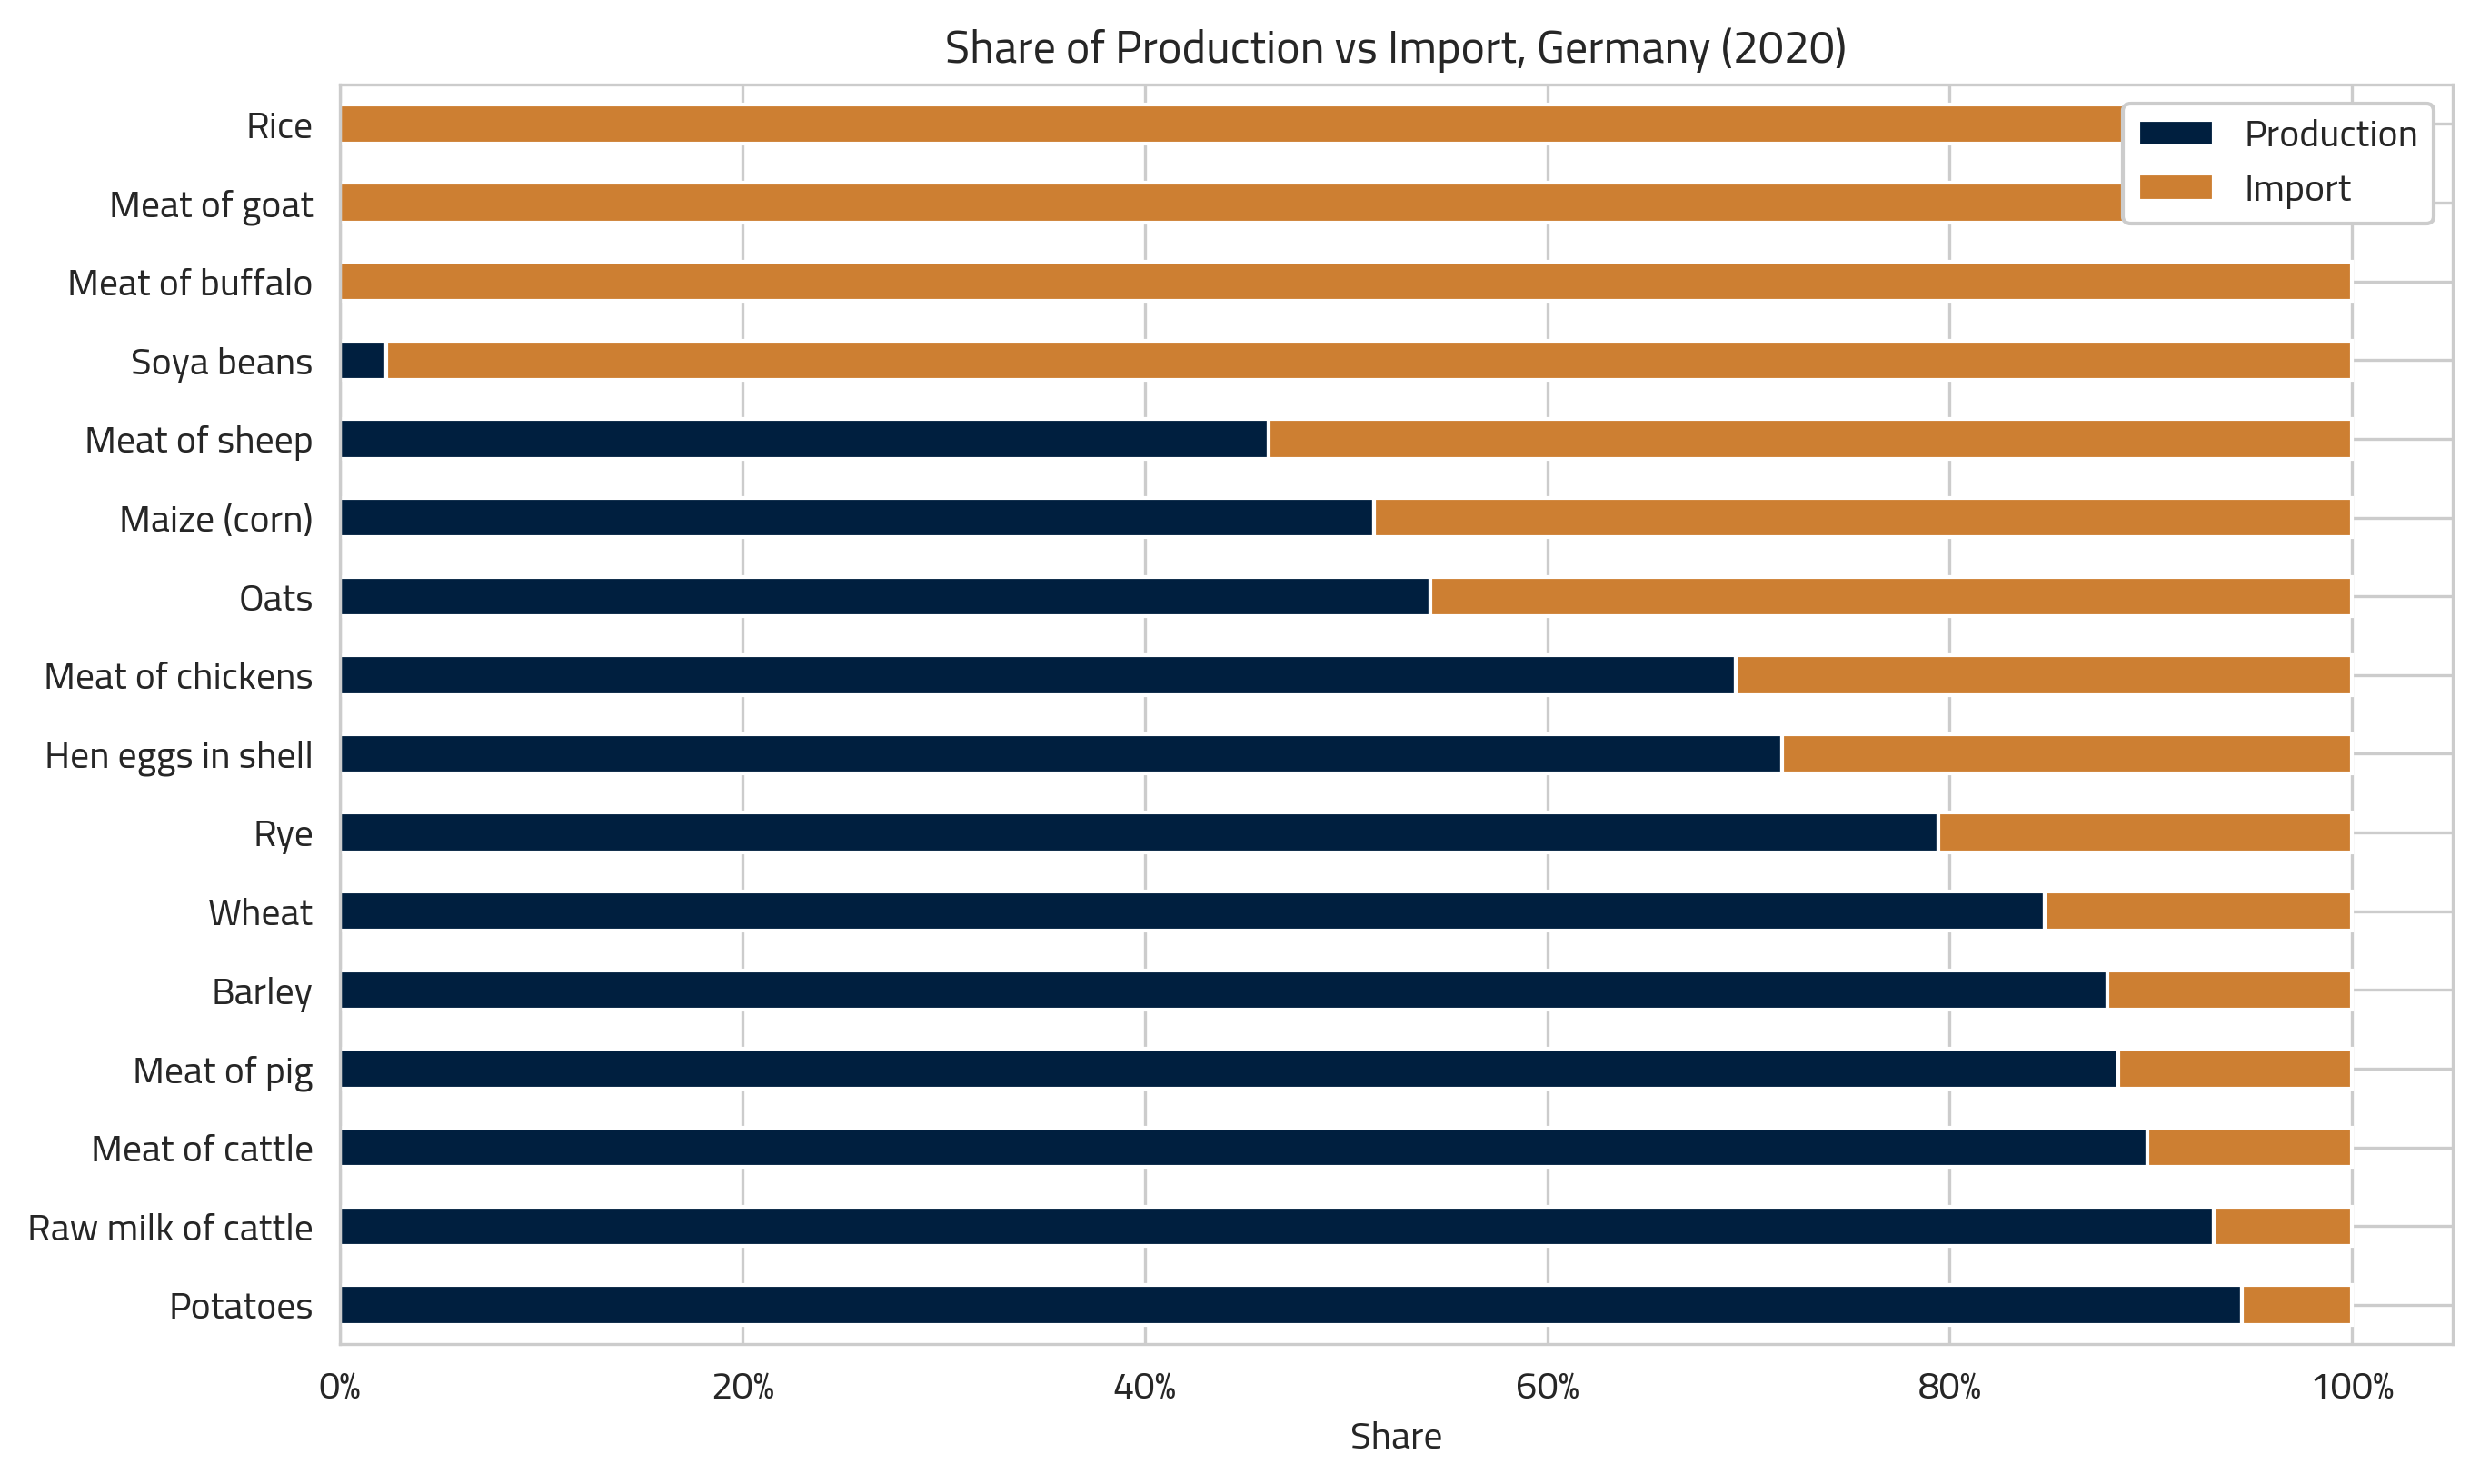 Share of Production vs Import, Germany (2020)
Rice
Meat of goat
Meat of buffalo
Soya beans
Meat of sheep
Maize (corn)
Oats
Meat of chickens
Hen eggs in shell
Rye
Wheat
Barley
Meat of pig
Meat of cattle
Raw milk of cattle
Potatoes
Production
Import
0% 20% 40% 60% 80% 100%
Share